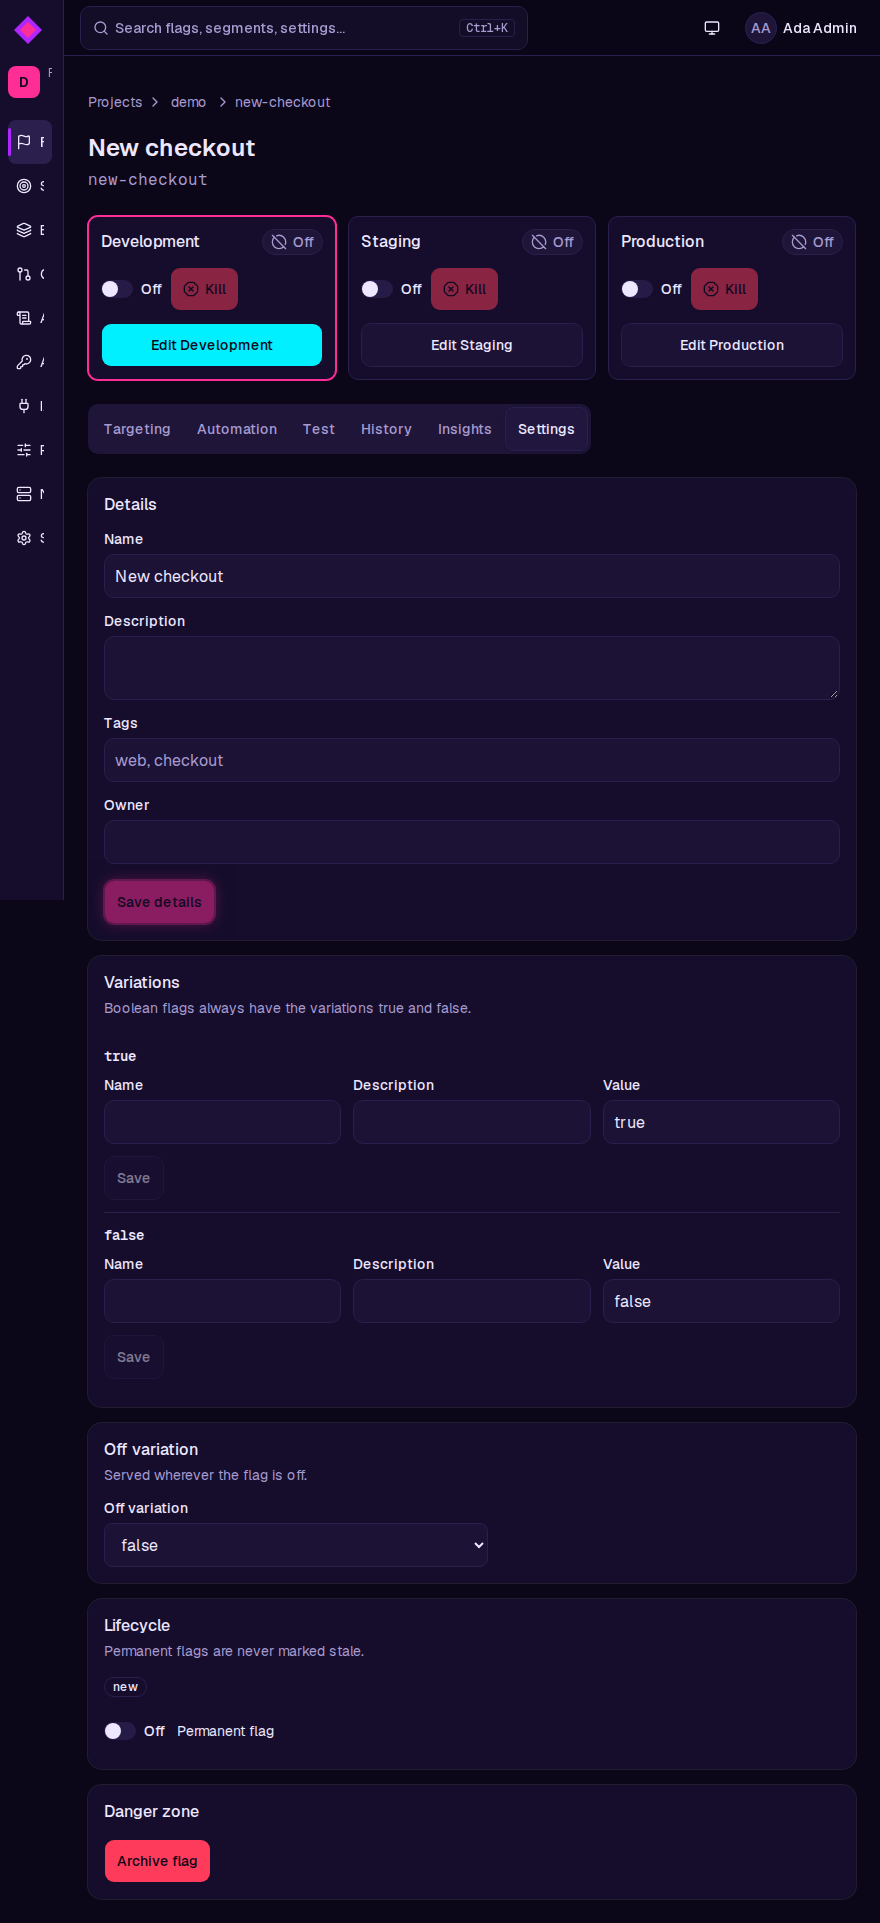 Search flags, segments, settings...
Ctrl+K
AA
Ada Admin
D
Projects > demo > new-checkout
New checkout
new-checkout
Development
Off
Off
Kill
Edit Development
Staging
Off
Off
Kill
Edit Staging
Production
Off
Off
Kill
Edit Production
Targeting
Automation
Test
History
Insights
Settings
Details
Name
New checkout
Description
Tags
web, checkout
Owner
Save details
Variations
Boolean flags always have the variations true and false.
true
Name
Description
Value
true
Save
false
Name
Description
Value
false
Save
Off variation
Served wherever the flag is off.
Off variation
false
Lifecycle
Permanent flags are never marked stale.
new
Off
Permanent flag
Danger zone
Archive flag